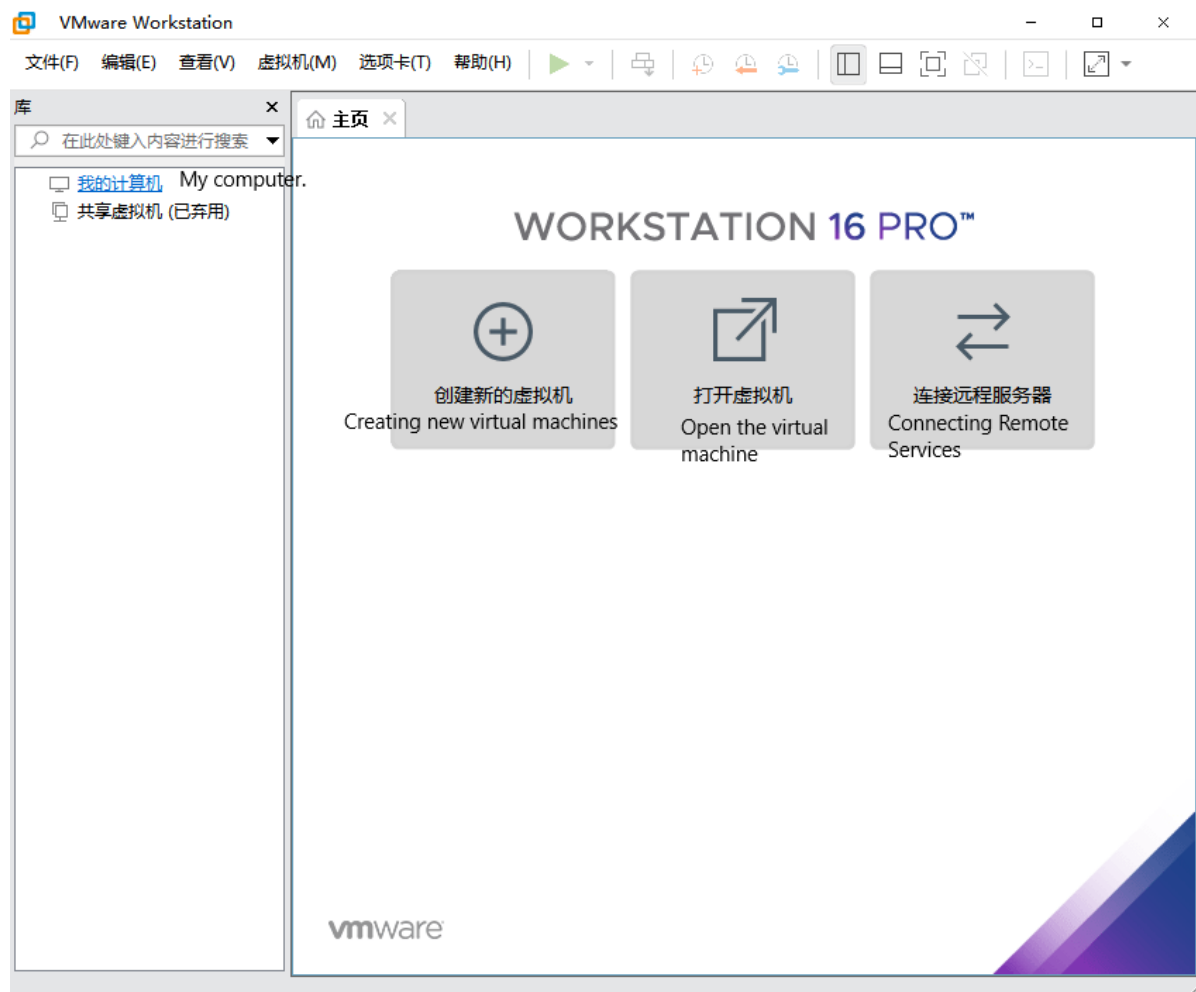 VMware Workstation
文件(F) 编辑(E) 查看(V) 虚拟机(M) 选项卡(T) 帮助(H)
库
主页
在此处键入内容进行搜索
我的计算机 My computer.
共享虚拟机 (已弃用)
WORKSTATION 16 PRO™
创建新的虚拟机
Creating new virtual machines
打开虚拟机
Open the virtual
machine
连接远程服务器
Connecting Remote
Services
vmware